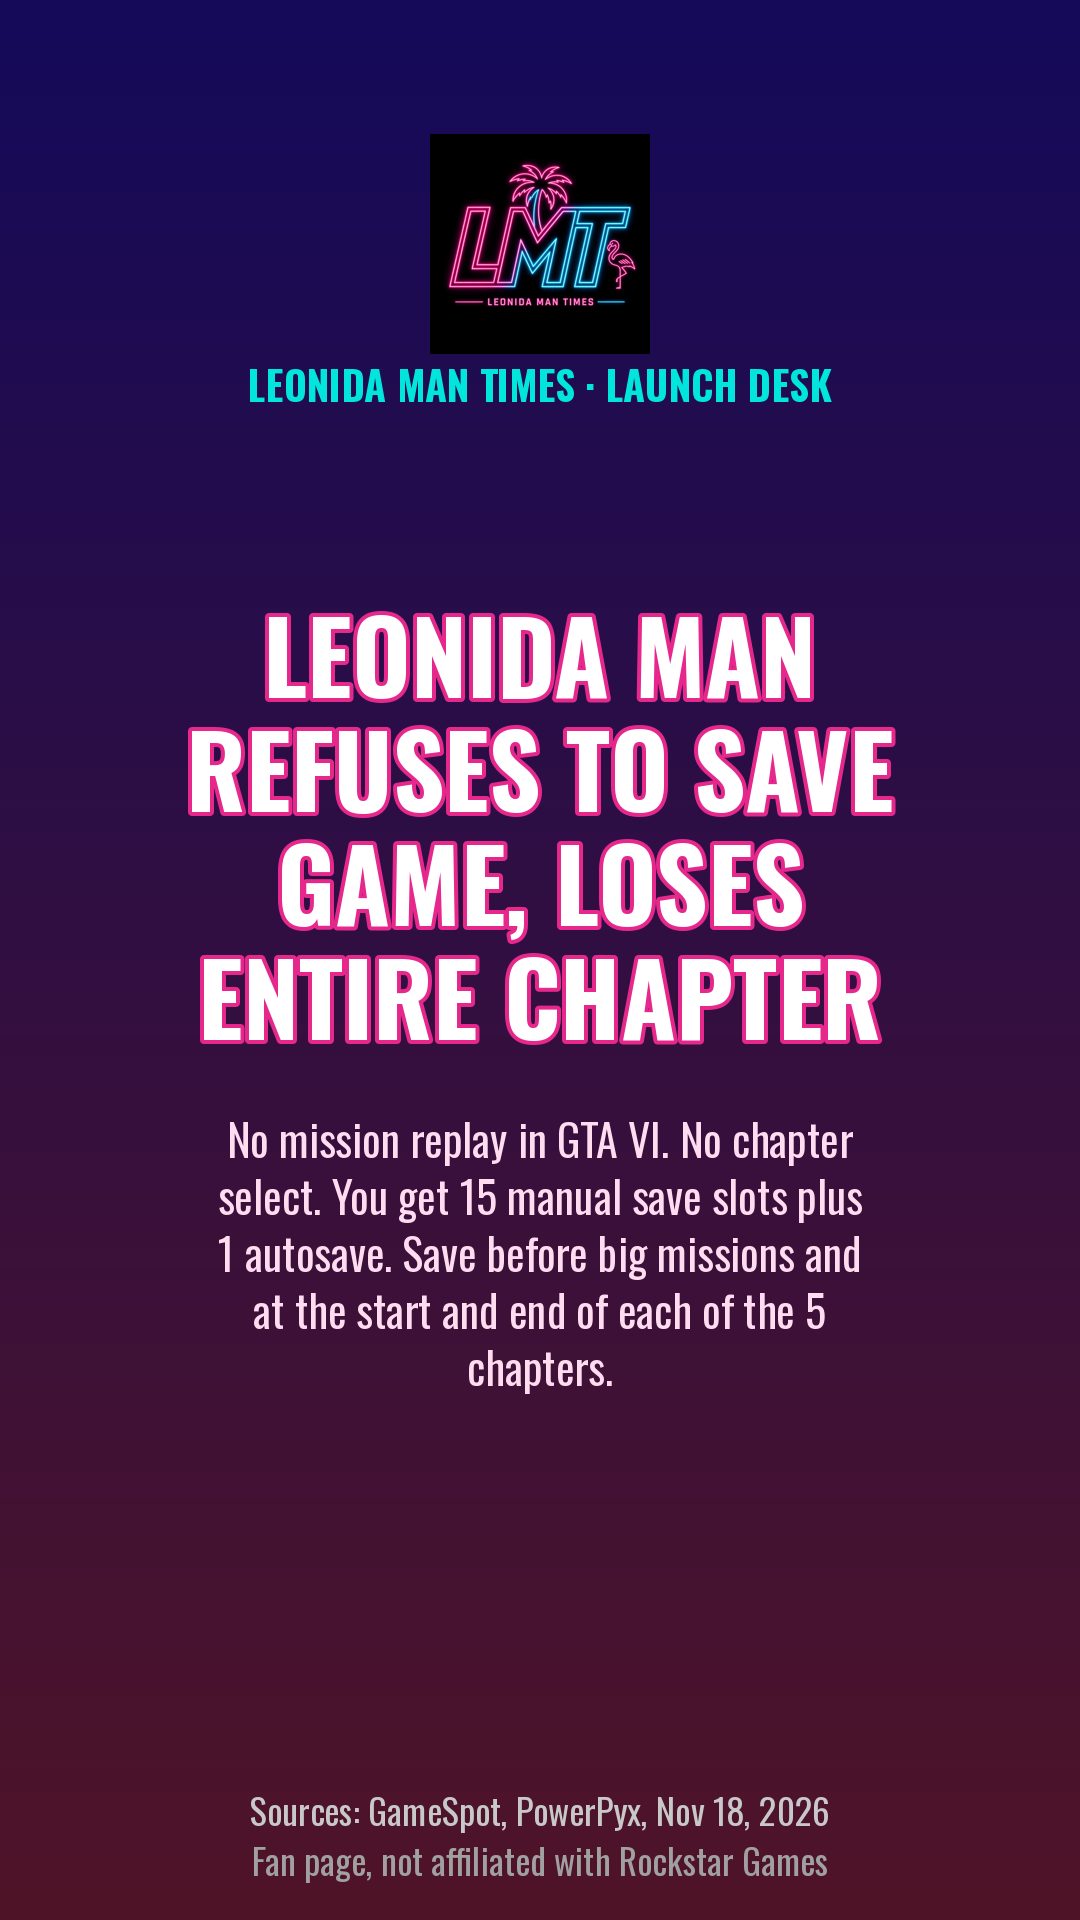 LMT
LEONIDA MAN TIMES
LEONIDA MAN TIMES · LAUNCH DESK
LEONIDA MAN
REFUSES TO SAVE
GAME, LOSES
ENTIRE CHAPTER
No mission replay in GTA VI. No chapter
select. You get 15 manual save slots plus
1 autosave. Save before big missions and
at the start and end of each of the 5
chapters.
Sources: GameSpot, PowerPyx, Nov 18, 2026
Fan page, not affiliated with Rockstar Games